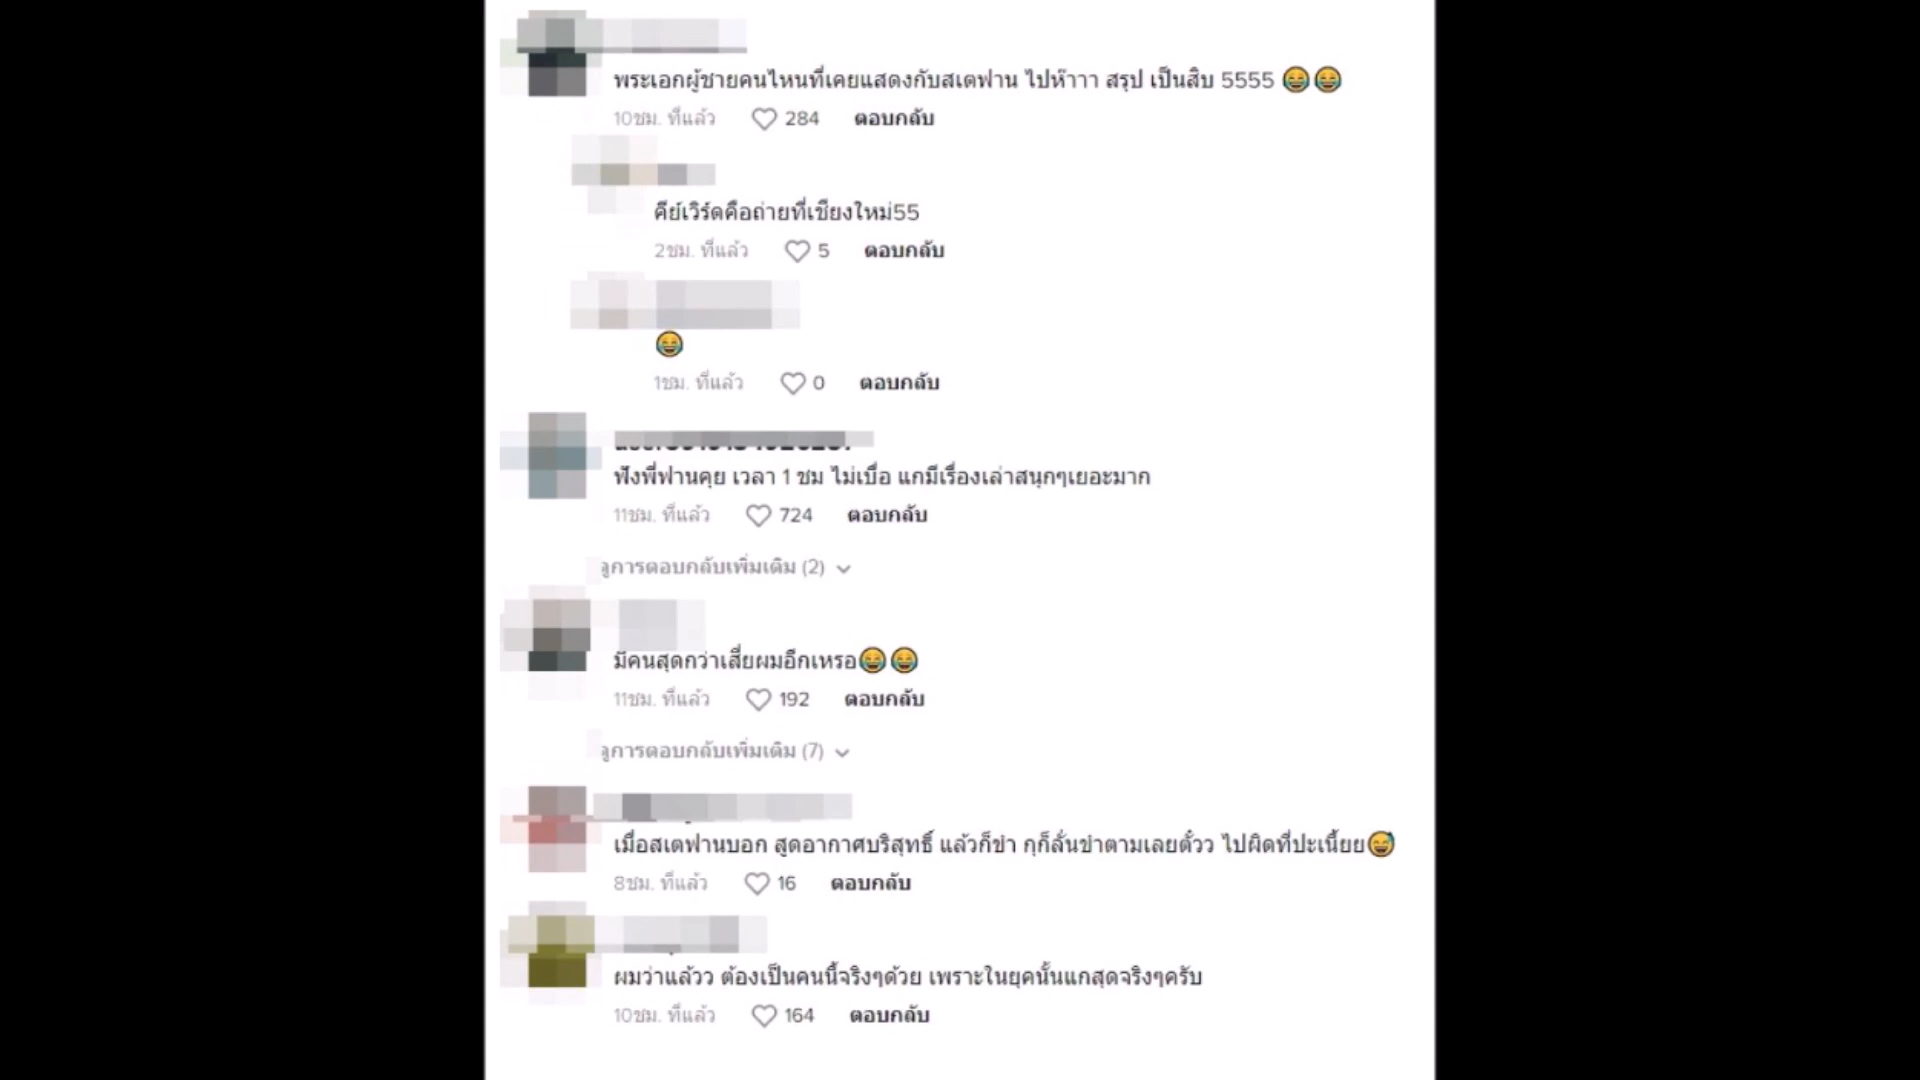 พระเอกผู้ชายคนไหนที่เคยแสดงกับสเตฟาน ไปห๊าาา สรุป เป็นสิบ 5555 😂😂
10ชม. ที่แล้ว 284 ตอบกลับ
คีย์เวิร์ดคือถ่ายที่เชียงใหม่55
2ชม. ที่แล้ว 5 ตอบกลับ
😂
1ชม. ที่แล้ว 0 ตอบกลับ
ฟังพี่ฟานคุย เวลา 1 ชม ไม่เบื่อ แกมีเรื่องเล่าสนุกๆเยอะมาก
11ชม. ที่แล้ว 724 ตอบกลับ
ดูการตอบกลับเพิ่มเติม (2)
มีคนสุดกว่าเสี่ยผมอีกเหรอ😂😂
11ชม. ที่แล้ว 192 ตอบกลับ
ดูการตอบกลับเพิ่มเติม (7)
เมื่อสเตฟานบอก สูดอากาศบริสุทธิ์ แล้วก็ขำ กุก็ลั่นขำตามเลยตั๋วว ไปผิดที่ปะเนี้ยย😅
8ชม. ที่แล้ว 16 ตอบกลับ
ผมว่าแล้วว ต้องเป็นคนนี้จริงๆด้วย เพราะในยุคนั้นแกสุดจริงๆครับ
10ชม. ที่แล้ว 164 ตอบกลับ